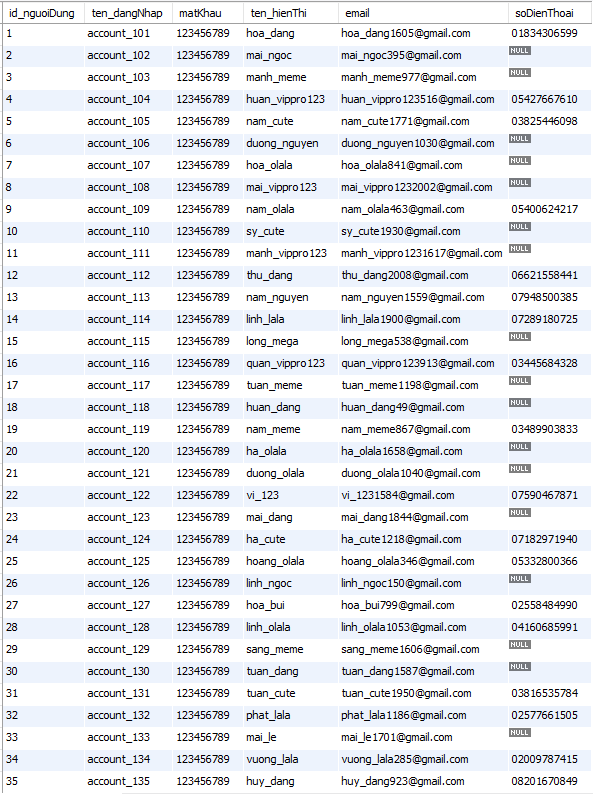 id_nguoiDung ten_dangNhap matKhau ten_hienThi email soDienThoai
1 account_101 123456789 hoa_dang hoa_dang1605@gmail.com 01834306599
2 account_102 123456789 mai_ngoc mai_ngoc395@gmail.com NULL
3 account_103 123456789 manh_meme manh_meme977@gmail.com NULL
4 account_104 123456789 huan_vippro123 huan_vippro123516@gmail.com 05427667610
5 account_105 123456789 nam_cute nam_cute1771@gmail.com 03825446098
6 account_106 123456789 duong_nguyen duong_nguyen1030@gmail.com NULL
7 account_107 123456789 hoa_olala hoa_olala841@gmail.com NULL
8 account_108 123456789 mai_vippro123 mai_vippro1232002@gmail.com NULL
9 account_109 123456789 nam_olala nam_olala463@gmail.com 05400624217
10 account_110 123456789 sy_cute sy_cute1930@gmail.com NULL
11 account_111 123456789 manh_vippro123 manh_vippro1231617@gmail.com NULL
12 account_112 123456789 thu_dang thu_dang2008@gmail.com 06621558441
13 account_113 123456789 nam_nguyen nam_nguyen1559@gmail.com 07948500385
14 account_114 123456789 linh_lala linh_lala1900@gmail.com 07289180725
15 account_115 123456789 long_mega long_mega538@gmail.com NULL
16 account_116 123456789 quan_vippro123 quan_vippro123913@gmail.com 03445684328
17 account_117 123456789 tuan_meme tuan_meme1198@gmail.com NULL
18 account_118 123456789 huan_dang huan_dang49@gmail.com NULL
19 account_119 123456789 nam_meme nam_meme867@gmail.com 03489903833
20 account_120 123456789 ha_olala ha_olala1658@gmail.com NULL
21 account_121 123456789 duong_olala duong_olala1040@gmail.com NULL
22 account_122 123456789 vi_123 vi_1231584@gmail.com 07590467871
23 account_123 123456789 mai_dang mai_dang1844@gmail.com NULL
24 account_124 123456789 ha_cute ha_cute1218@gmail.com 07182971940
25 account_125 123456789 hoang_olala hoang_olala346@gmail.com 05332800366
26 account_126 123456789 linh_ngoc linh_ngoc150@gmail.com NULL
27 account_127 123456789 hoa_bui hoa_bui799@gmail.com 02558484990
28 account_128 123456789 linh_olala linh_olala1053@gmail.com 04160685991
29 account_129 123456789 sang_meme sang_meme1606@gmail.com NULL
30 account_130 123456789 tuan_dang tuan_dang1587@gmail.com NULL
31 account_131 123456789 tuan_cute tuan_cute1950@gmail.com 03816535784
32 account_132 123456789 phat_lala phat_lala1186@gmail.com 02577661505
33 account_133 123456789 mai_le mai_le1701@gmail.com NULL
34 account_134 123456789 vuong_lala vuong_lala285@gmail.com 02009787415
35 account_135 123456789 huy_dang huy_dang923@gmail.com 08201670849